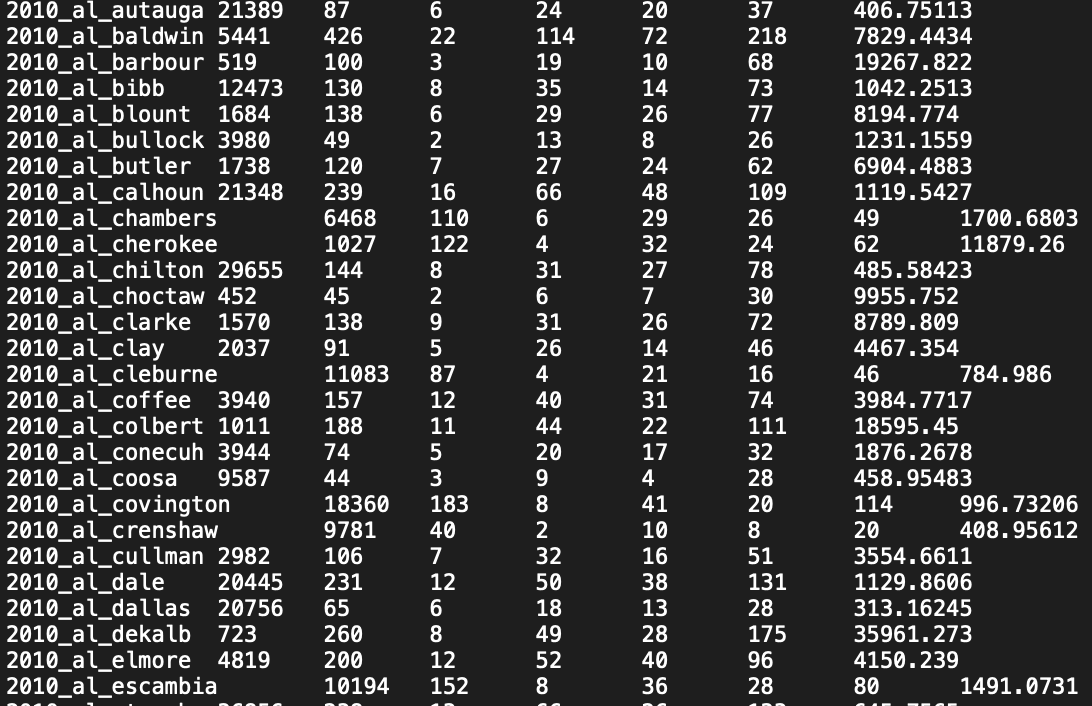 2010_al_autauga 21389 87 6 24 20 37 406.75113
2010_al_baldwin 5441 426 22 114 72 218 7829.4434
2010_al_barbour 519 100 3 19 10 68 19267.822
2010_al_bibb 12473 130 8 35 14 73 1042.2513
2010_al_blount 1684 138 6 29 26 77 8194.774
2010_al_bullock 3980 49 2 13 8 26 1231.1559
2010_al_butler 1738 120 7 27 24 62 6904.4883
2010_al_calhoun 21348 239 16 66 48 109 1119.5427
2010_al_chambers 6468 110 6 29 26 49 1700.6803
2010_al_cherokee 1027 122 4 32 24 62 11879.26
2010_al_chilton 29655 144 8 31 27 78 485.58423
2010_al_choctaw 452 45 2 6 7 30 9955.752
2010_al_clarke 1570 138 9 31 26 72 8789.809
2010_al_clay 2037 91 5 26 14 46 4467.354
2010_al_cleburne 11083 87 4 21 16 46 784.986
2010_al_coffee 3940 157 12 40 31 74 3984.7717
2010_al_colbert 1011 188 11 44 22 111 18595.45
2010_al_conecuh 3944 74 5 20 17 32 1876.2678
2010_al_coosa 9587 44 3 9 4 28 458.95483
2010_al_covington 18360 183 8 41 20 114 996.73206
2010_al_crenshaw 9781 40 2 10 8 20 408.95612
2010_al_cullman 2982 106 7 32 16 51 3554.6611
2010_al_dale 20445 231 12 50 38 131 1129.8606
2010_al_dallas 20756 65 6 18 13 28 313.16245
2010_al_dekalb 723 260 8 49 28 175 35961.273
2010_al_elmore 4819 200 12 52 40 96 4150.239
2010_al_escambia 10194 152 8 36 28 80 1491.0731